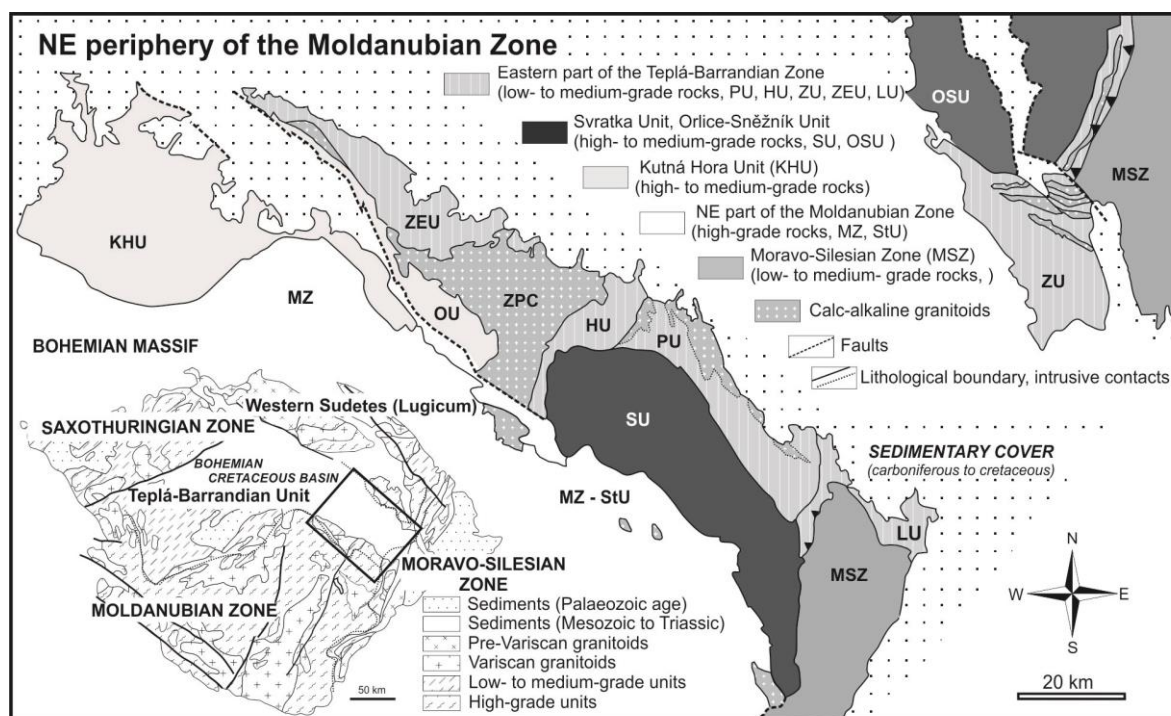 NE periphery of the Moldanubian Zone
Eastern part of the Teplá-Barrandian Zone
(low- to medium-grade rocks, PU, HU, ZU, ZEU, LU)
Svratka Unit, Orlice-Sněžník Unit
(high- to medium-grade rocks, SU, OSU )
Kutná Hora Unit (KHU)
(high- to medium-grade rocks)
NE part of the Moldanubian Zone
(high-grade rocks, MZ, StU)
Moravo-Silesian Zone (MSZ)
(low- to medium- grade rocks, )
Calc-alkaline granitoids
Faults
Lithological boundary, intrusive contacts
OSU
MSZ
ZU
KHU
ZEU
MZ
OU
ZPC
HU
PU
SU
MZ - StU
MSZ
LU
SEDIMENTARY COVER
(carboniferous to cretaceous)
BOHEMIAN MASSIF
Western Sudetes (Lugicum)
SAXOTHURINGIAN ZONE
BOHEMIAN
CRETACEOUS BASIN
Teplá-Barrandian Unit
MORAVO-SILESIAN
ZONE
MOLDANUBIAN ZONE
Sediments (Palaeozoic age)
Sediments (Mesozoic to Triassic)
Pre-Variscan granitoids
Variscan granitoids
Low- to medium-grade units
High-grade units
50 km
N
W
E
S
20 km